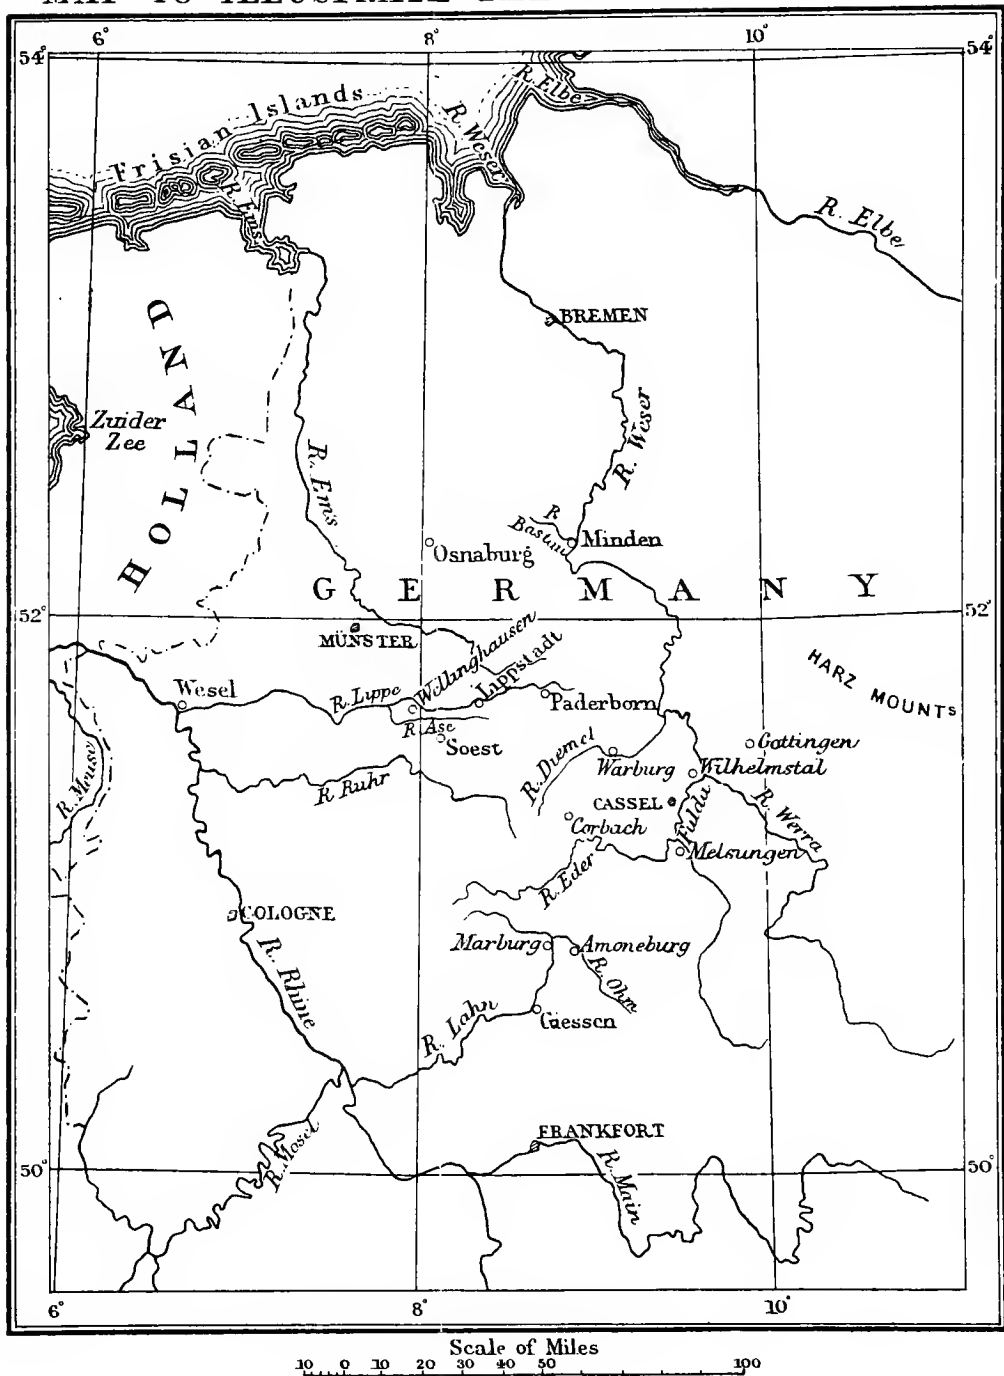 MAP TO ILLUSTRATE
6° 8° 10°
54° 54°
R. Elbe
Frisian Islands
R. Weser
R. Ems
R. Elbe
BREMEN
HOLLAND
Zuider
Zee
R. Weser
R. Ems
R
Bastau
Minden
Osnaburg
GERMANY
52° 52°
MÜNSTER
Wellinghausen
Lippstadt
HARZ MOUNTS
Wesel
R. Lippe
Paderborn
R. Ase
Soest
R. Diemel
Gottingen
Warburg
Wilhelmstal
R. Meuse
R Ruhr
CASSEL
Fulda
R. Werra
Corbach
Melsungen
R. Eder
COLOGNE
Marburg
Amoneburg
R. Rhine
R. Ohm
R. Lahn
Giessen
FRANKFORT
R. Mosel
R. Main
50° 50°
6° 8° 10°
Scale of Miles
10 0 10 20 30 40 50 100